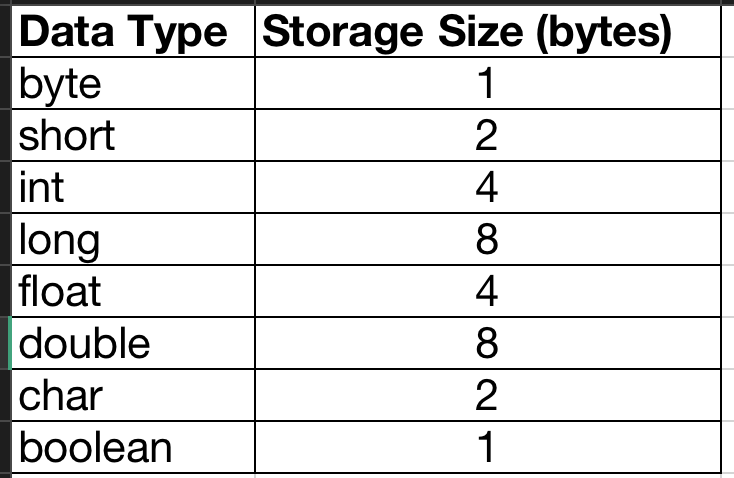 Data Type Storage Size (bytes)
byte 1
short 2
int 4
long 8
float 4
double 8
char 2
boolean 1